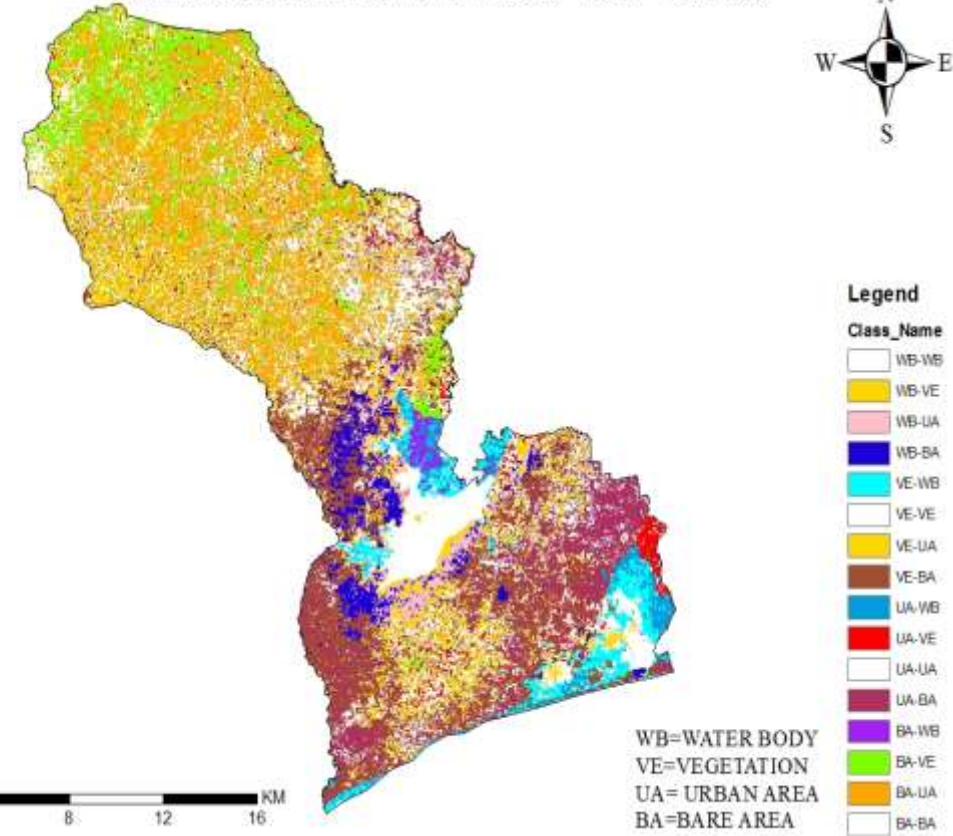 W E
S
Legend
Class_Name
WB-WB
WB-VE
WB-UA
WB-BA
VE-WB
VE-VE
VE-UA
VE-BA
UA-WB
UA-VE
UA-UA
UA-BA
BA-WB
BA-VE
BA-UA
BA-BA
WB=WATER BODY
VE=VEGETATION
UA= URBAN AREA
BA=BARE AREA
KM
8 12 16